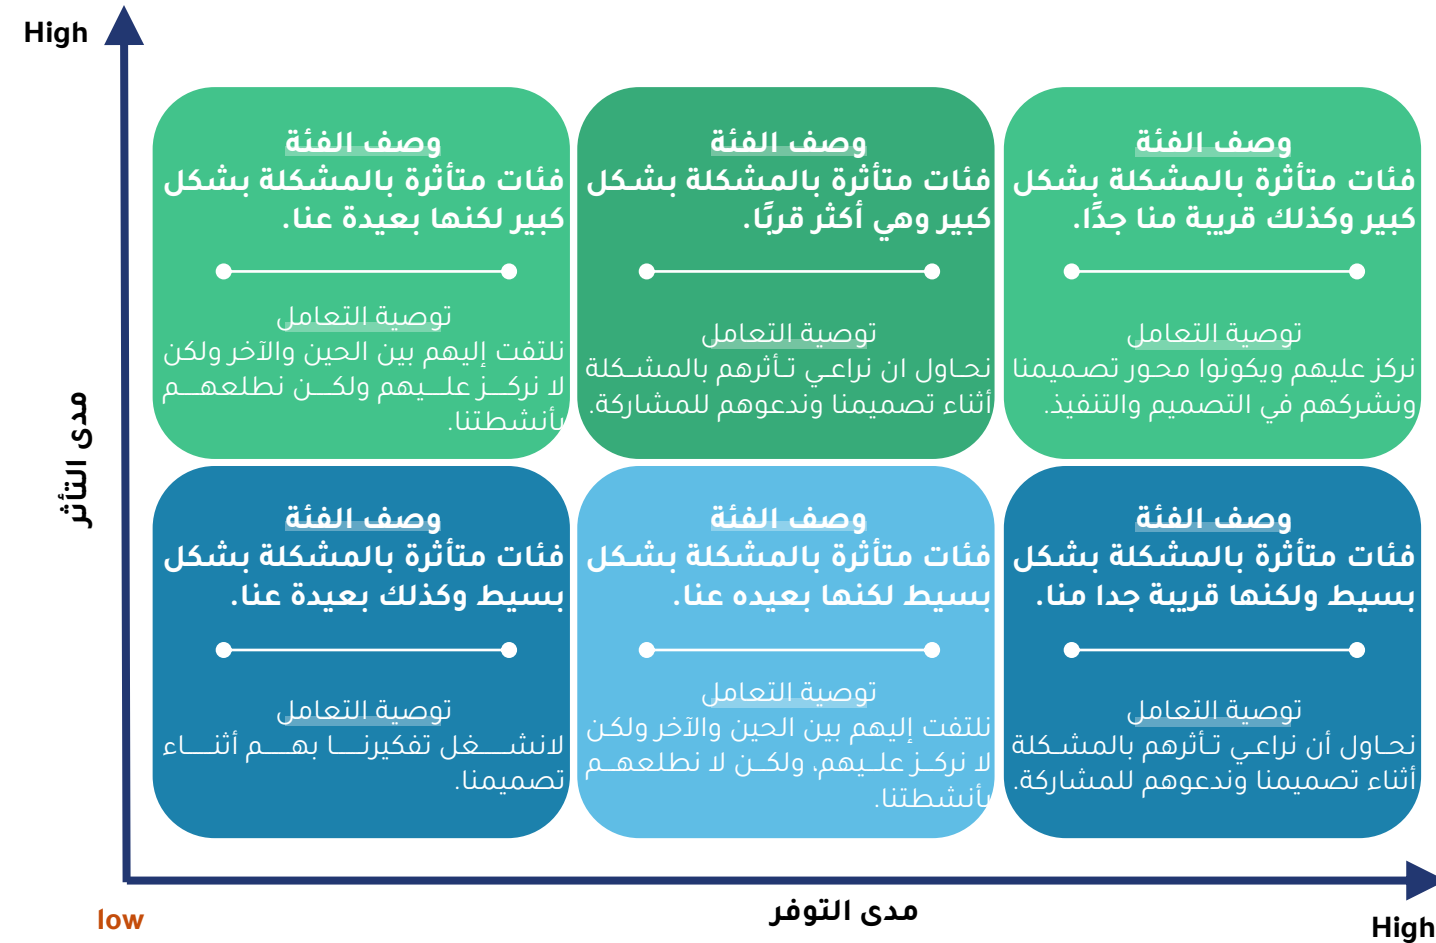 High
وصف الفئة
فئات متأثرة بالمشكلة بشكل
كبير وكذلك قريبة منا جدًا.
توصية التعامل
نركز عليهم ويكونوا محور تصميمنا
ونشركهم في التصميم والتنفيذ.
وصف الفئة
فئات متأثرة بالمشكلة بشكل
كبير وهي أكثر قربًا.
توصية التعامل
نحاول ان نراعي تأثرهم بالمشكلة
أثناء تصميمنا وندعوهم للمشاركة.
وصف الفئة
فئات متأثرة بالمشكلة بشكل
كبير لكنها بعيدة عنا.
توصية التعامل
نلتفت إليهم بين الحين والآخر ولكن
لا نركز عليهم ولكن نطلعهم
بأنشطتنا.
مدى التأثر
وصف الفئة
فئات متأثرة بالمشكلة بشكل
بسيط ولكنها قريبة جدا منا.
توصية التعامل
نحاول أن نراعي تأثرهم بالمشكلة
أثناء تصميمنا وندعوهم للمشاركة.
وصف الفئة
فئات متأثرة بالمشكلة بشكل
بسيط لكنها بعيده عنا.
توصية التعامل
نلتفت إليهم بين الحين والآخر ولكن
لا نركز عليهم، ولكن لا نطلعهم
بأنشطتنا.
وصف الفئة
فئات متأثرة بالمشكلة بشكل
بسيط وكذلك بعيدة عنا.
توصية التعامل
لانشغل تفكيرنا بهم أثناء
تصميمنا.
low
مدى التوفر
High